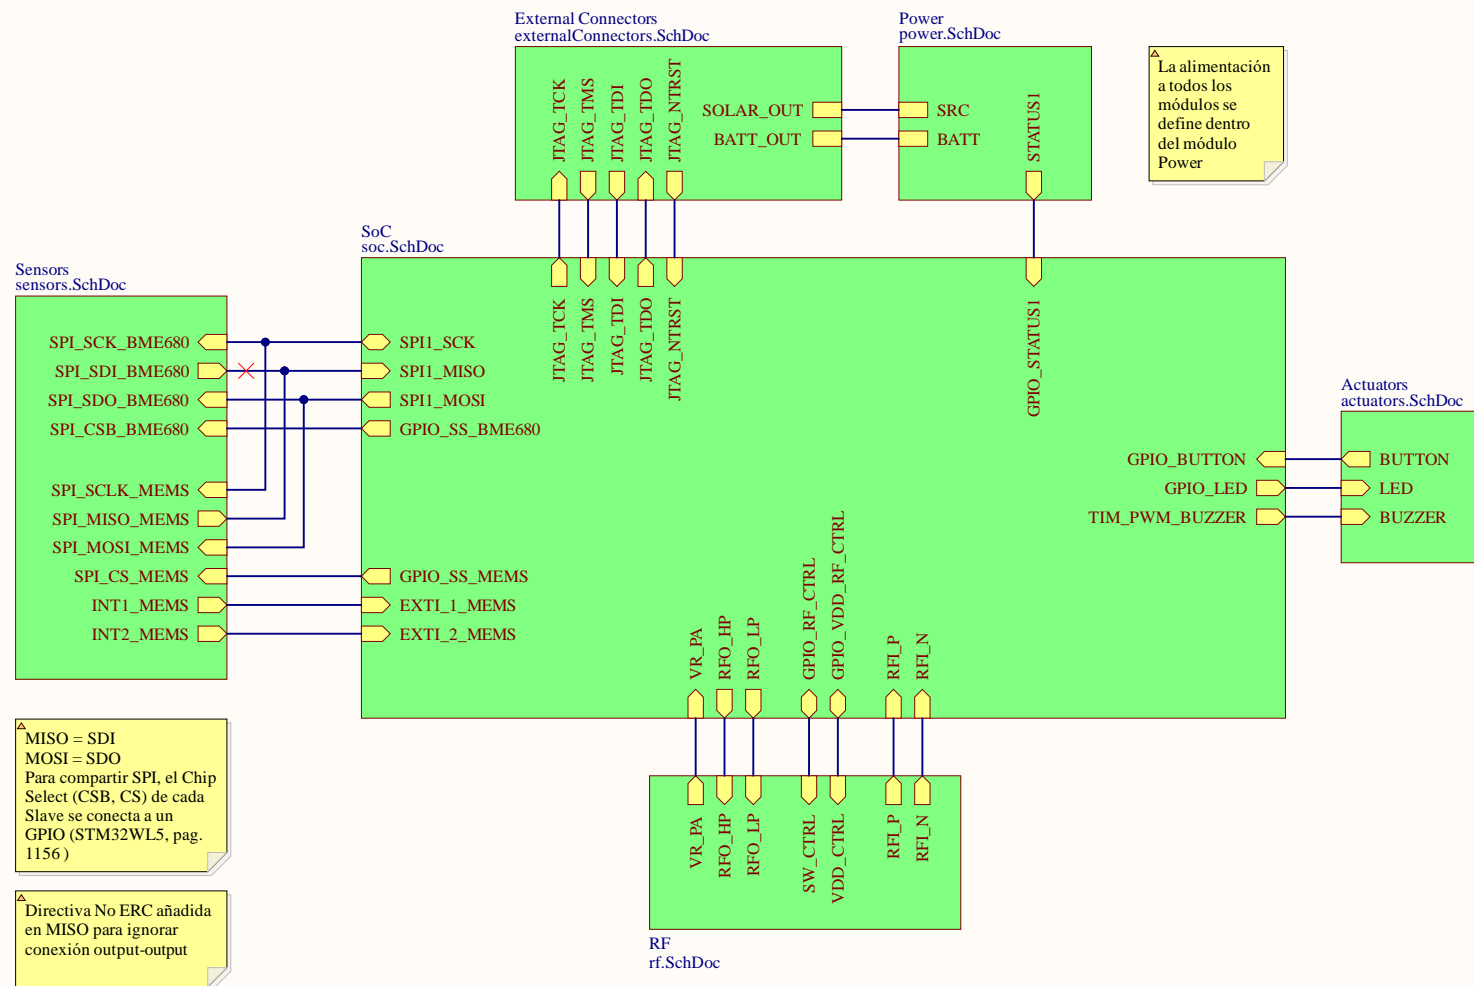 External Connectors
externalConnectors.SchDoc
Power
power.SchDoc
JTAG_TCK
JTAG_TMS
JTAG_TDI
JTAG_TDO
JTAG_NTRST
SOLAR_OUT
BATT_OUT
SRC
BATT
STATUS1
La alimentación
a todos los
módulos se
define dentro
del módulo
Power
SoC
soc.SchDoc
Sensors
sensors.SchDoc
JTAG_TCK
JTAG_TMS
JTAG_TDI
JTAG_TDO
JTAG_NTRST
GPIO_STATUS1
SPI_SCK_BME680
SPI1_SCK
SPI_SDI_BME680
SPI1_MISO
SPI_SDO_BME680
SPI1_MOSI
SPI_CSB_BME680
GPIO_SS_BME680
Actuators
actuators.SchDoc
GPIO_BUTTON
BUTTON
GPIO_LED
LED
TIM_PWM_BUZZER
BUZZER
SPI_SCLK_MEMS
SPI_MISO_MEMS
SPI_MOSI_MEMS
SPI_CS_MEMS
GPIO_SS_MEMS
INT1_MEMS
EXTI_1_MEMS
INT2_MEMS
EXTI_2_MEMS
VR_PA
RFO_HP
RFO_LP
GPIO_RF_CTRL
GPIO_VDD_RF_CTRL
RFI_P
RFI_N
VR_PA
RFO_HP
RFO_LP
SW_CTRL
VDD_CTRL
RFI_P
RFI_N
RF
rf.SchDoc
MISO = SDI
MOSI = SDO
Para compartir SPI, el Chip
Select (CSB, CS) de cada
Slave se conecta a un
GPIO (STM32WL5, pag.
1156 )
Directiva No ERC añadida
en MISO para ignorar
conexión output-output